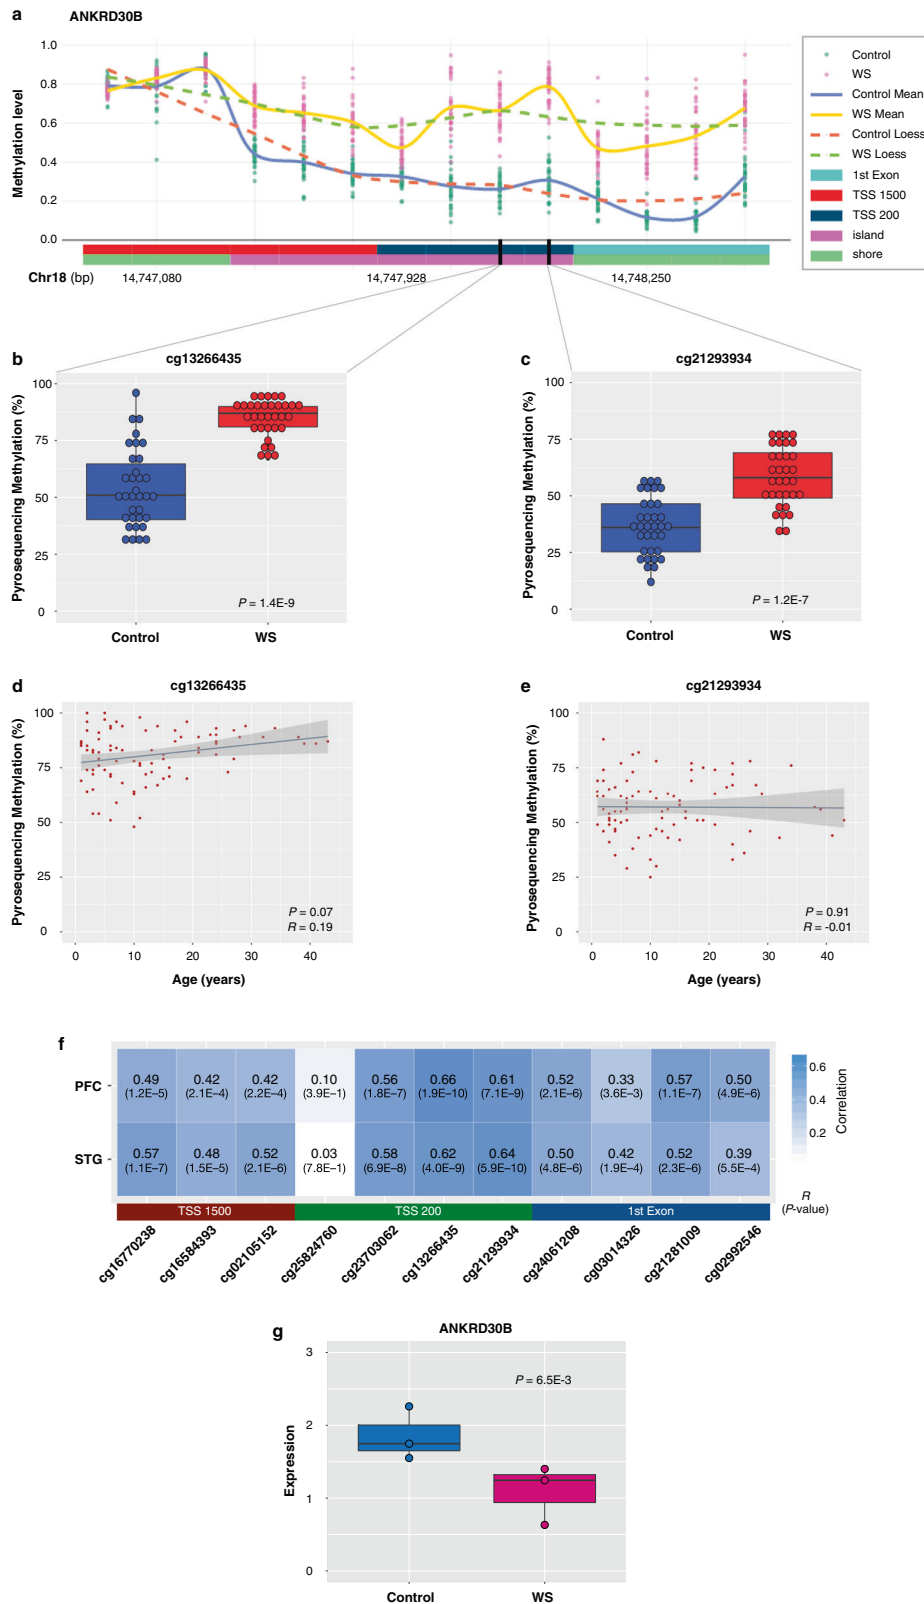 a
ANKRD30B
1.0
0.8
0.6
0.4
0.2
0.0
Methylation level
Control
WS
Control Mean
WS Mean
Control Loess
WS Loess
1st Exon
TSS 1500
TSS 200
island
shore
Chr18 (bp) 14,747,080 14,747,928 14,748,250
b
cg13266435
Pyrosequencing Methylation (%)
100
75
50
25
0
P = 1.4E-9
Control WS
c
cg21293934
Pyrosequencing Methylation (%)
100
75
50
25
0
P = 1.2E-7
Control WS
d
cg13266435
Pyrosequencing Methylation (%)
100
75
50
25
0
P = 0.07
R = 0.19
0 10 20 30 40
Age (years)
e
cg21293934
Pyrosequencing Methylation (%)
100
75
50
25
0
P = 0.91
R = -0.01
0 10 20 30 40
Age (years)
f
PFC 0.49 0.42 0.42 0.10 0.56 0.66 0.61 0.52 0.33 0.57 0.50
(1.2E–5) (2.1E–4) (2.2E–4) (3.9E–1) (1.8E–7) (1.9E–10) (7.1E–9) (2.1E–6) (3.6E–3) (1.1E–7) (4.9E–6)
STG 0.57 0.48 0.52 0.03 0.58 0.62 0.64 0.50 0.42 0.52 0.39
(1.1E–7) (1.5E–5) (2.1E–6) (7.8E–1) (6.9E–8) (4.0E–9) (5.9E–10) (4.8E–6) (1.9E–4) (2.3E–6) (5.5E–4)
TSS 1500 TSS 200 1st Exon
cg16770238 cg16584393 cg02105152 cg25824760 cg23703062 cg13266435 cg21293934 cg24061208 cg03014326 cg21281009 cg02992546
0.6
0.4
0.2
Correlation
R
(P-value)
g
ANKRD30B
Expression
3
2
1
0
P = 6.5E-3
Control WS